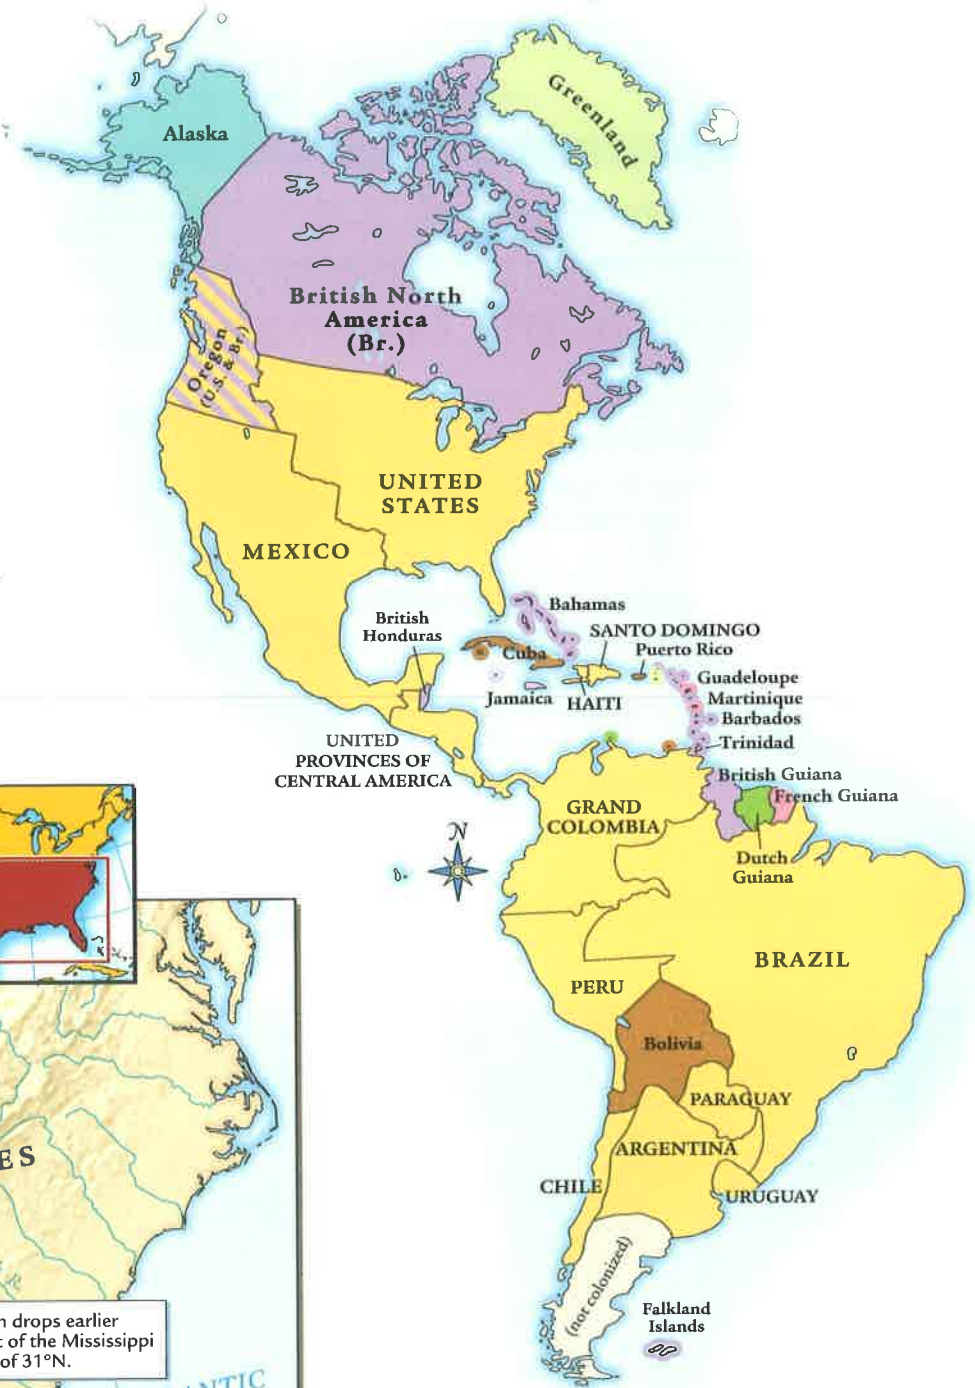 Alaska
Greenland
British North
America
(Br.)
Oregon
(U.S. & Br.)
UNITED
STATES
MEXICO
British
Honduras
Bahamas
SANTO DOMINGO
Puerto Rico
Cuba
Guadeloupe
Martinique
Jamaica
HAITI
Barbados
Trinidad
UNITED
PROVINCES OF
CENTRAL AMERICA
British Guiana
French Guiana
GRAND
COLOMBIA
N
Dutch
Guiana
BRAZIL
PERU
Bolivia
PARAGUAY
ARGENTINA
CHILE
URUGUAY
(not colonized)
Falkland
Islands
ES
n drops earlier
of the Mississippi
of 31°N.
NTIC